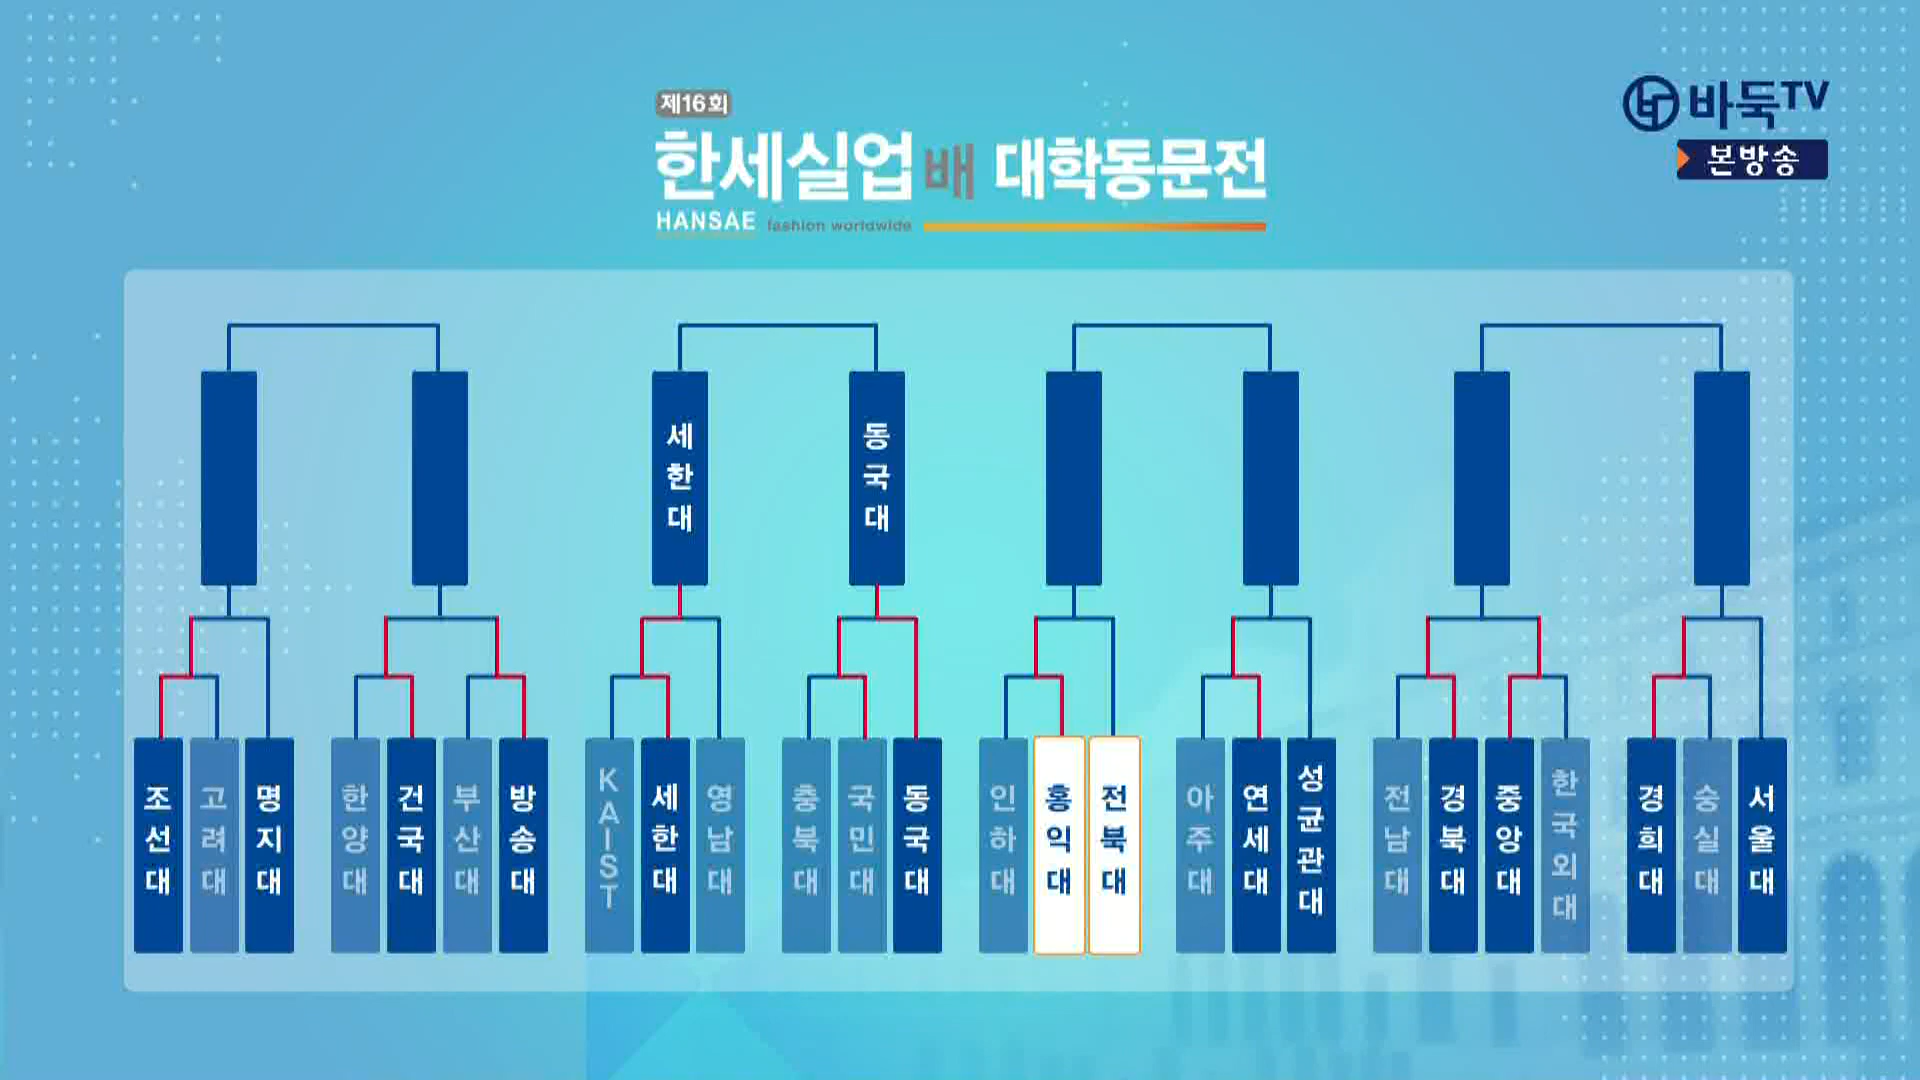 제16회
한세실업배 대학동문전
HANSAE fashion worldwide
바둑TV
본방송
세한대
동국대
조선대
고려대
명지대
한양대
건국대
부산대
방송대
KAIST
세한대
영남대
충북대
국민대
동국대
인하대
홍익대
전북대
아주대
연세대
성균관대
전남대
경북대
중앙대
한국외대
경희대
숭실대
서울대